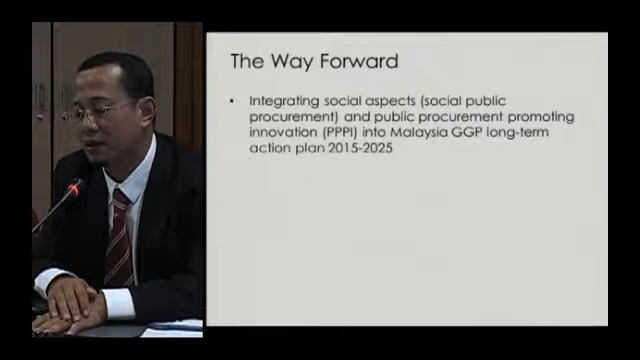 The Way Forward
• Integrating social aspects (social public
procurement) and public procurement promoting
innovation (PPPI) into Malaysia GGP long-term
action plan 2015-2025